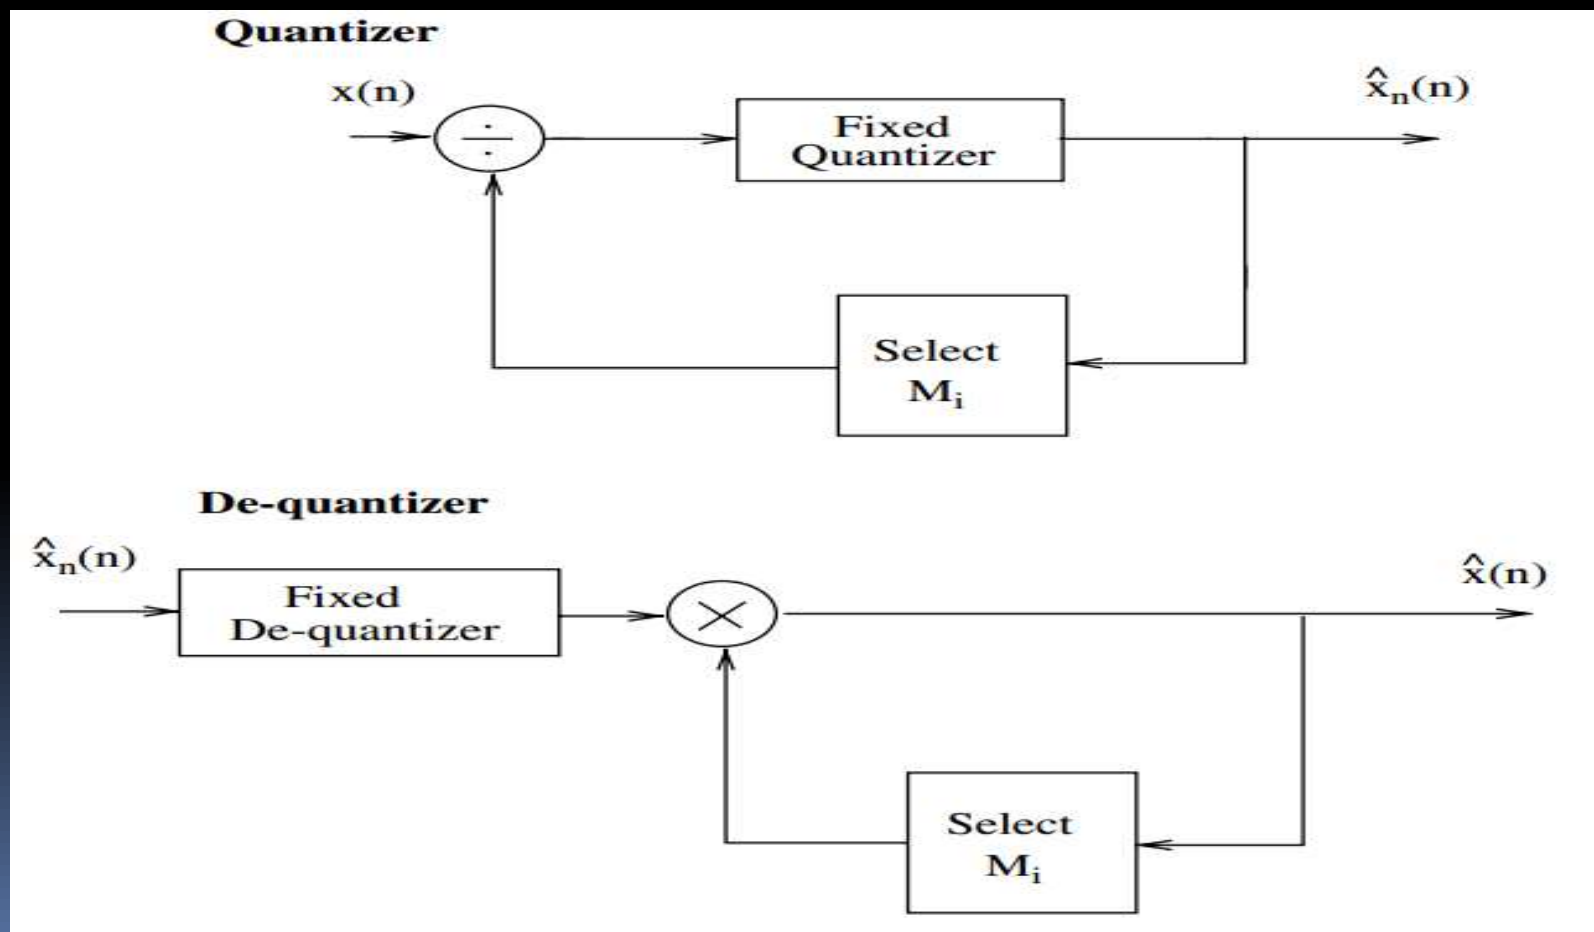 Quantizer
x(n)
x̂ₙ(n)
÷
Fixed
Quantizer
Select
Mᵢ
De-quantizer
x̂ₙ(n)
x̂(n)
Fixed
De-quantizer
×
Select
Mᵢ